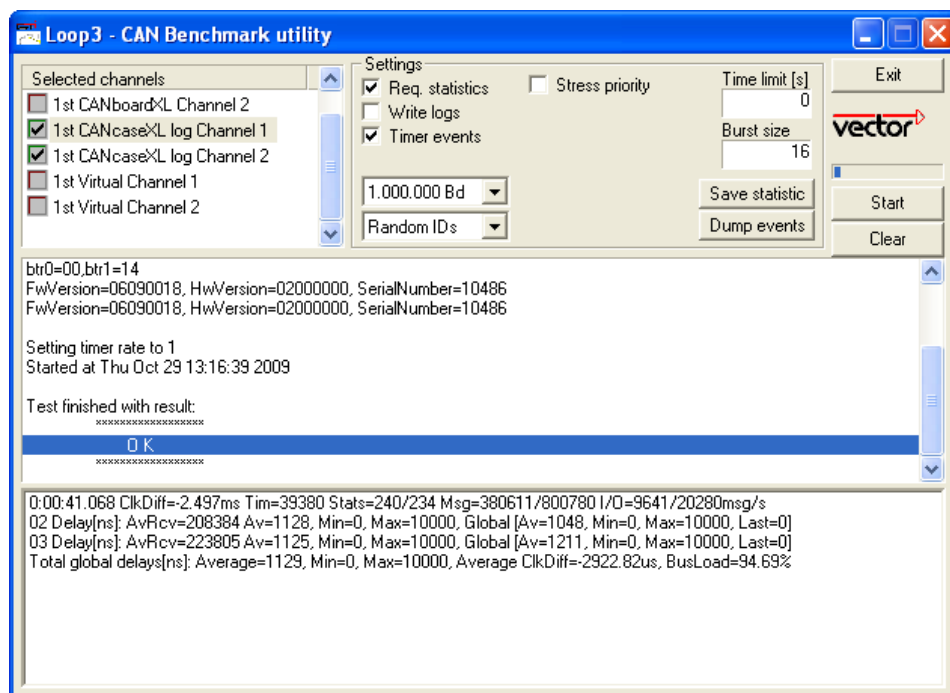 Loop3 - CAN Benchmark utility
Selected channels
1st CANboardXL Channel 2
1st CANcaseXL log Channel 1
1st CANcaseXL log Channel 2
1st Virtual Channel 1
1st Virtual Channel 2
Settings
Req. statistics
Write logs
Timer events
Stress priority
Time limit [s]
0
Burst size
16
1.000.000 Bd
Random IDs
Save statistic
Dump events
Exit
vector
Start
Clear
btr0=00,btr1=14
FwVersion=06090018, HwVersion=02000000, SerialNumber=10486
FwVersion=06090018, HwVersion=02000000, SerialNumber=10486
Setting timer rate to 1
Started at Thu Oct 29 13:16:39 2009
Test finished with result:
******************
O K
******************
0:00:41.068 ClkDiff=-2.497ms Tim=39380 Stats=240/234 Msg=380611/800780 I/O=9641/20280msg/s
02 Delay[ns]: AvRcv=208384 Av=1128, Min=0, Max=10000, Global [Av=1048, Min=0, Max=10000, Last=0]
03 Delay[ns]: AvRcv=223805 Av=1125, Min=0, Max=10000, Global [Av=1211, Min=0, Max=10000, Last=0]
Total global delays[ns]: Average=1129, Min=0, Max=10000, Average ClkDiff=-2922.82us, BusLoad=94.69%